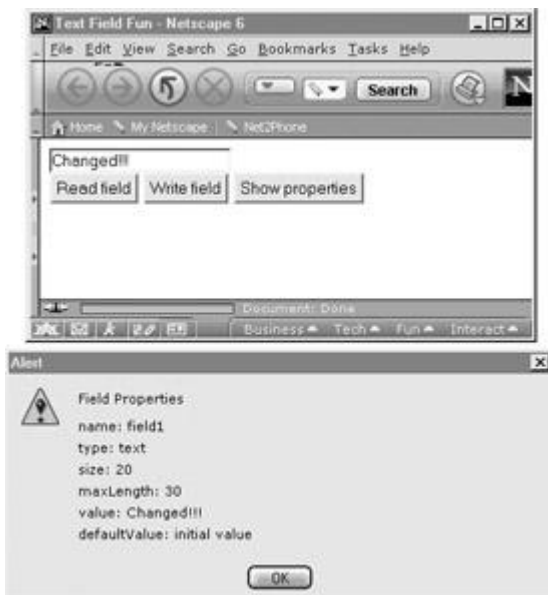 Text Field Fun - Netscape 6
File Edit View Search Go Bookmarks Tasks Help
Search
N
Home My Netscape Net2Phone
Changed!!!
Read field Write field Show properties
Document: Done
Business Tech Fun Interact
Alert
Field Properties
name: field1
type: text
size: 20
maxLength: 30
value: Changed!!!
defaultValue: initial value
OK